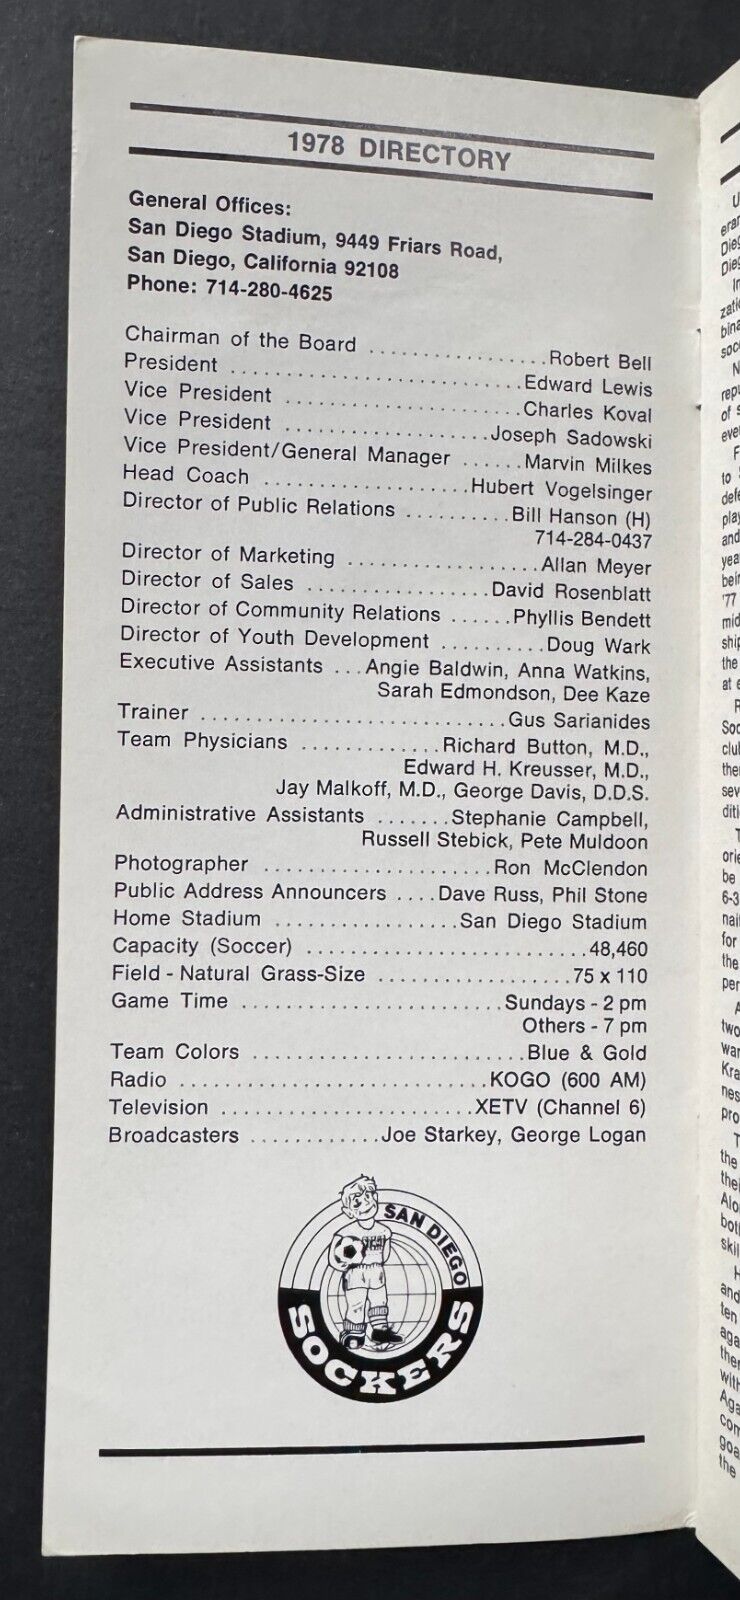 1978 DIRECTORY
General Offices:
San Diego Stadium, 9449 Friars Road,
San Diego, California 92108
Phone: 714-280-4625
Chairman of the Board ................. Robert Bell
President ............................ Edward Lewis
Vice President ....................... Charles Koval
Vice President .................... Joseph Sadowski
Vice President/General Manager ...... Marvin Milkes
Head Coach ................... Hubert Vogelsinger
Director of Public Relations .......... Bill Hanson (H)
714-284-0437
Director of Marketing .................. Allan Meyer
Director of Sales ................. David Rosenblatt
Director of Community Relations ...... Phyllis Bendett
Director of Youth Development .......... Doug Wark
Executive Assistants ... Angie Baldwin, Anna Watkins,
Sarah Edmondson, Dee Kaze
Trainer ............................ Gus Sarianides
Team Physicians ............. Richard Button, M.D.,
Edward H. Kreusser, M.D.,
Jay Malkoff, M.D., George Davis, D.D.S.
Administrative Assistants ....... Stephanie Campbell,
Russell Stebick, Pete Muldoon
Photographer ..................... Ron McClendon
Public Address Announcers .... Dave Russ, Phil Stone
Home Stadium ................. San Diego Stadium
Capacity (Soccer) .......................... 48,460
Field - Natural Grass-Size .................. 75 x 110
Game Time ........................ Sundays - 2 pm
Others - 7 pm
Team Colors ......................... Blue & Gold
Radio ............................ KOGO (600 AM)
Television ....................... XETV (Channel 6)
Broadcasters ............ Joe Starkey, George Logan
SAN DIEGO
SOCKERS